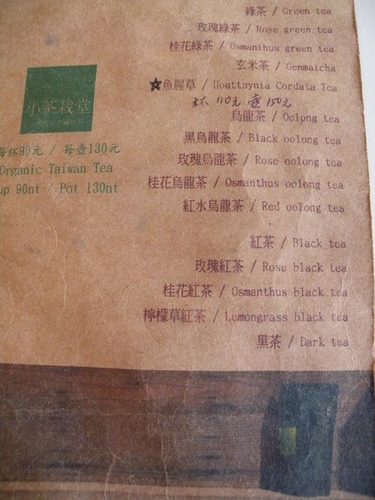 綠茶 / Green tea
玫瑰綠茶 / Rose green tea
桂花綠茶 / Osmanthus green tea
玄米茶 / Genmaicha
★魚腥草 / Douttuynia Cordata Tea
杯 110元 壺 150元
烏龍茶 / Oolong tea
黑烏龍茶 / Black oolong tea
玫瑰烏龍茶 / Rose oolong tea
桂花烏龍茶 / Osmanthus oolong tea
紅水烏龍茶 / Red oolong tea
紅茶 / Black tea
玫瑰紅茶 / Rose black tea
桂花紅茶 / Osmanthus black tea
檸檬草紅茶 / Lemongrass black tea
黑茶 / Dark tea
小茶栽堂
每杯90元 / 每壺130元
Organic Taiwan Tea
up 90nt / Pot 130nt